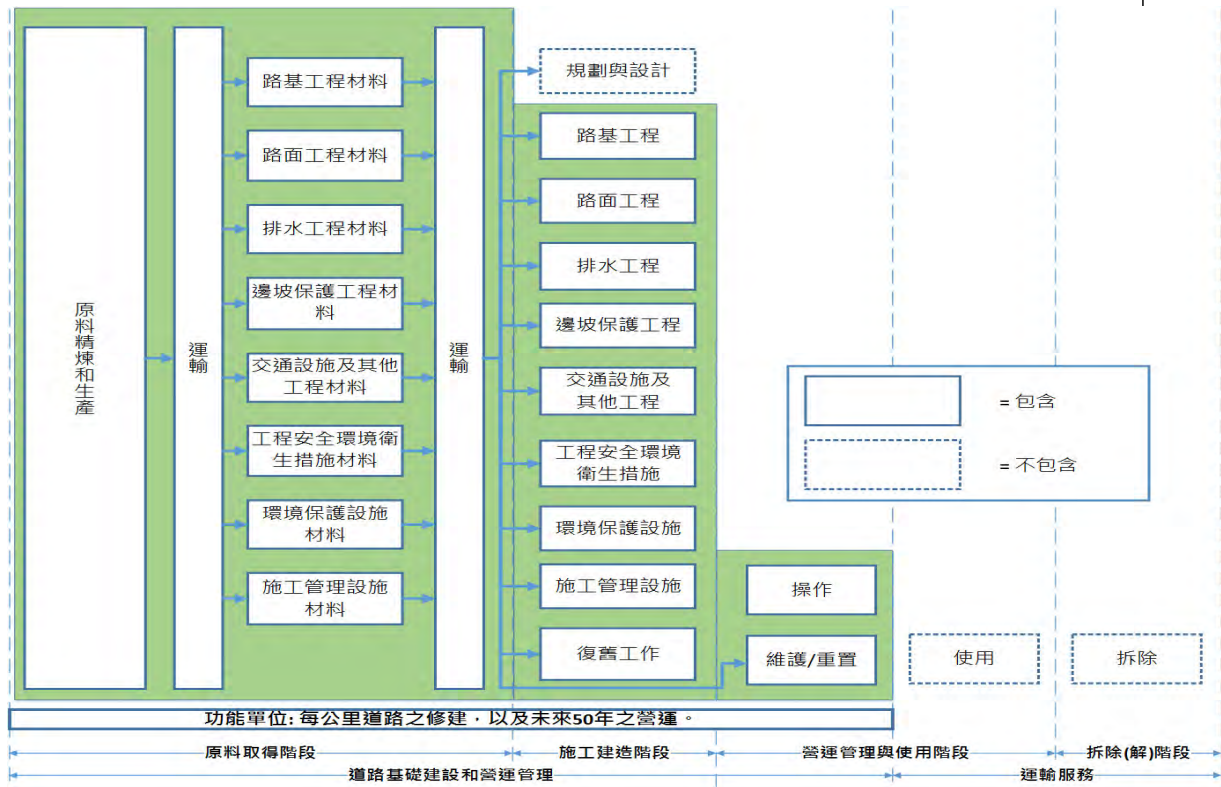 原料精煉和生產
運輸
路基工程材料
路面工程材料
排水工程材料
邊坡保護工程材
料
交通設施及其他
工程材料
工程安全環境衛
生措施材料
環境保護設施
材料
施工管理設施
材料
運輸
規劃與設計
路基工程
路面工程
排水工程
邊坡保護工程
交通設施及
其他工程
工程安全環境
衛生措施
環境保護設施
施工管理設施
復舊工作
操作
維護/重置
使用
拆除
= 包含
= 不包含
功能單位: 每公里道路之修建，以及未來50年之營運。
原料取得階段
施工建造階段
營運管理與使用階段
拆除(解)階段
道路基礎建設和營運管理
運輸服務